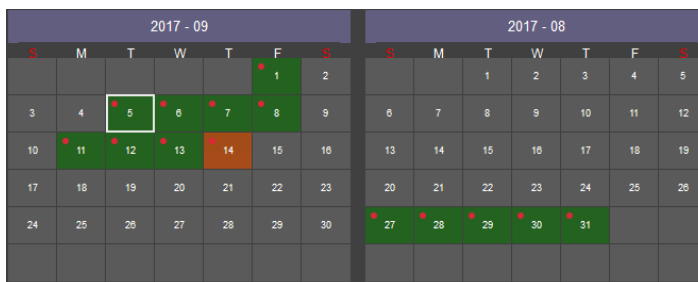 2017 - 09
S M T W T F S
1 2
3 4 5 6 7 8 9
10 11 12 13 14 15 16
17 18 19 20 21 22 23
24 25 26 27 28 29 30
2017 - 08
S M T W T F S
1 2 3 4 5
6 7 8 9 10 11 12
13 14 15 16 17 18 19
20 21 22 23 24 25 26
27 28 29 30 31